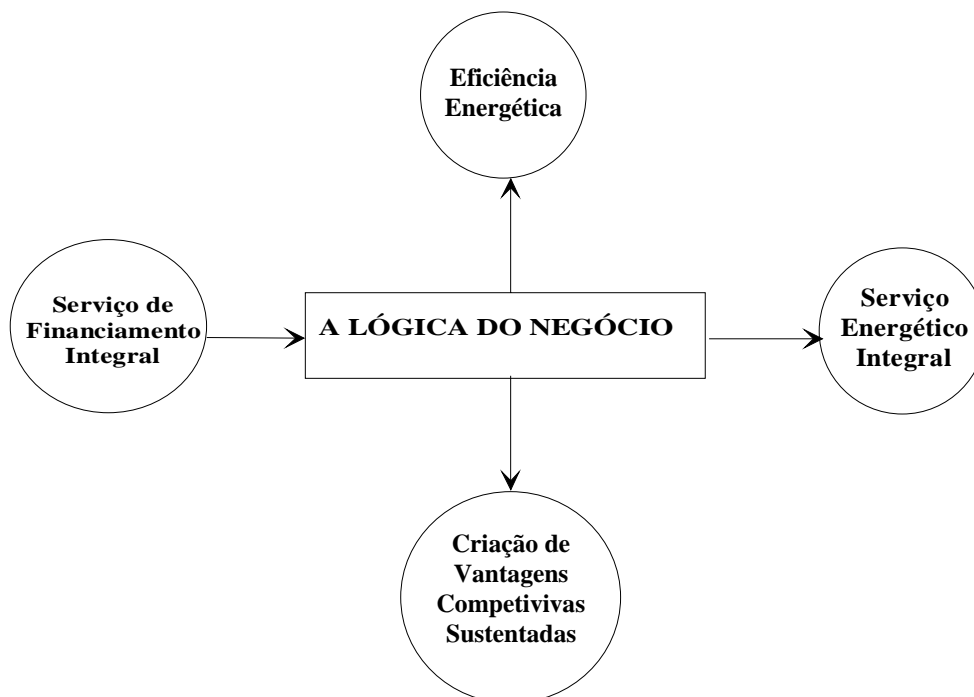 Eficiência
Energética
Serviço de
Financiamento
Integral
A LÓGICA DO NEGÓCIO
Serviço
Energético
Integral
Criação de
Vantagens
Competivivas
Sustentadas